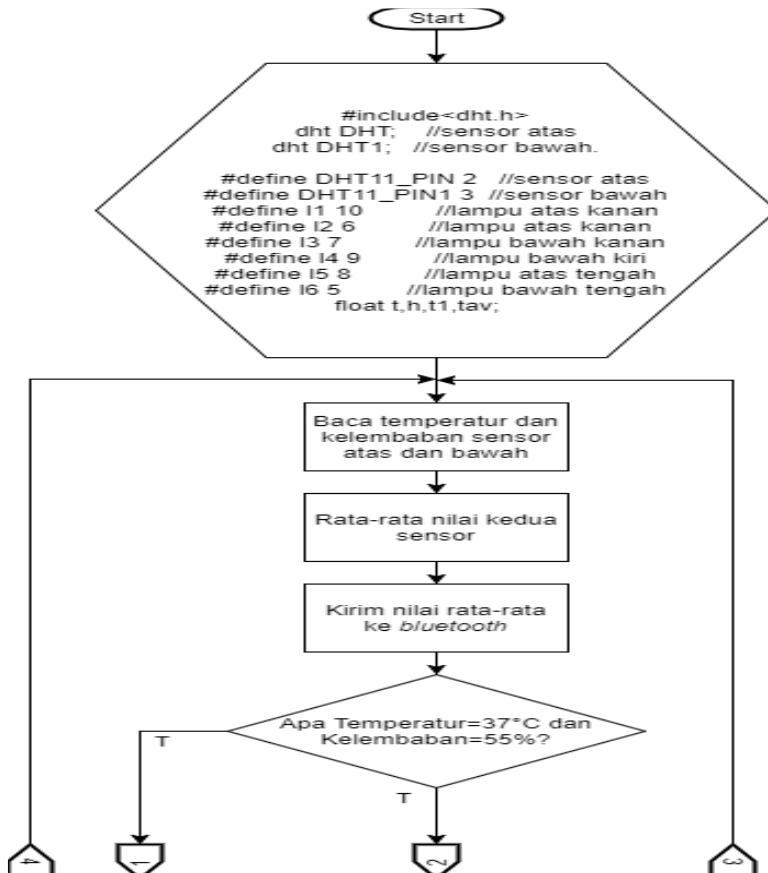 Start
#include<dht.h>
dht DHT; //sensor atas
dht DHT1; //sensor bawah.
#define DHT11_PIN 2 //sensor atas
#define DHT11_PIN1 3 //sensor bawah
#define l1 10 //lampu atas kanan
#define l2 6 //lampu atas kanan
#define l3 7 //lampu bawah kanan
#define l4 9 //lampu bawah kiri
#define l5 8 //lampu atas tengah
#define l6 5 //lampu bawah tengah
float t,h,t1,tav;
Baca temperatur dan
kelembaban sensor
atas dan bawah
Rata-rata nilai kedua
sensor
Kirim nilai rata-rata
ke bluetooth
Apa Temperatur=37°C dan
Kelembaban=55%?
T
T
4
1
2
3